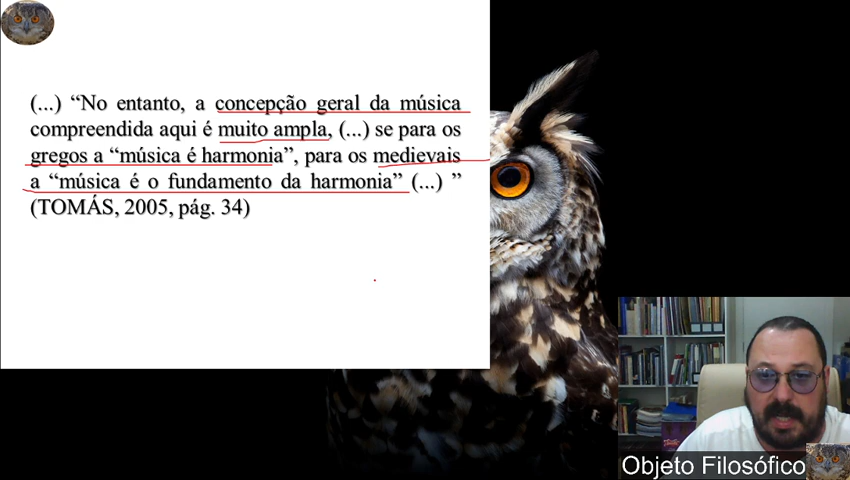 (...) “No entanto, a concepção geral da música
compreendida aqui é muito ampla, (...) se para os
gregos a “música é harmonia”, para os medievais
a “música é o fundamento da harmonia” (...) ”
(TOMÁS, 2005, pág. 34)
Objeto Filosófico